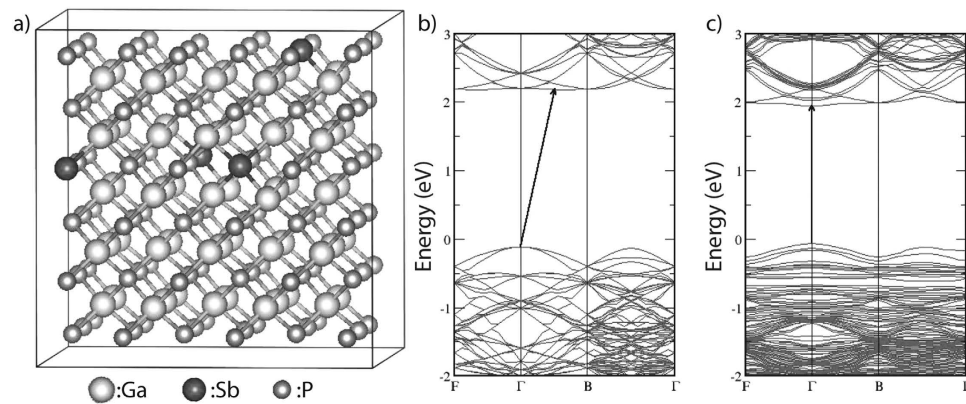 a)
:Ga :Sb :P
b)
Energy (eV)
3
2
1
0
-1
-2
F Γ B Γ
c)
Energy (eV)
3
2
1
0
-1
-2
F Γ B Γ